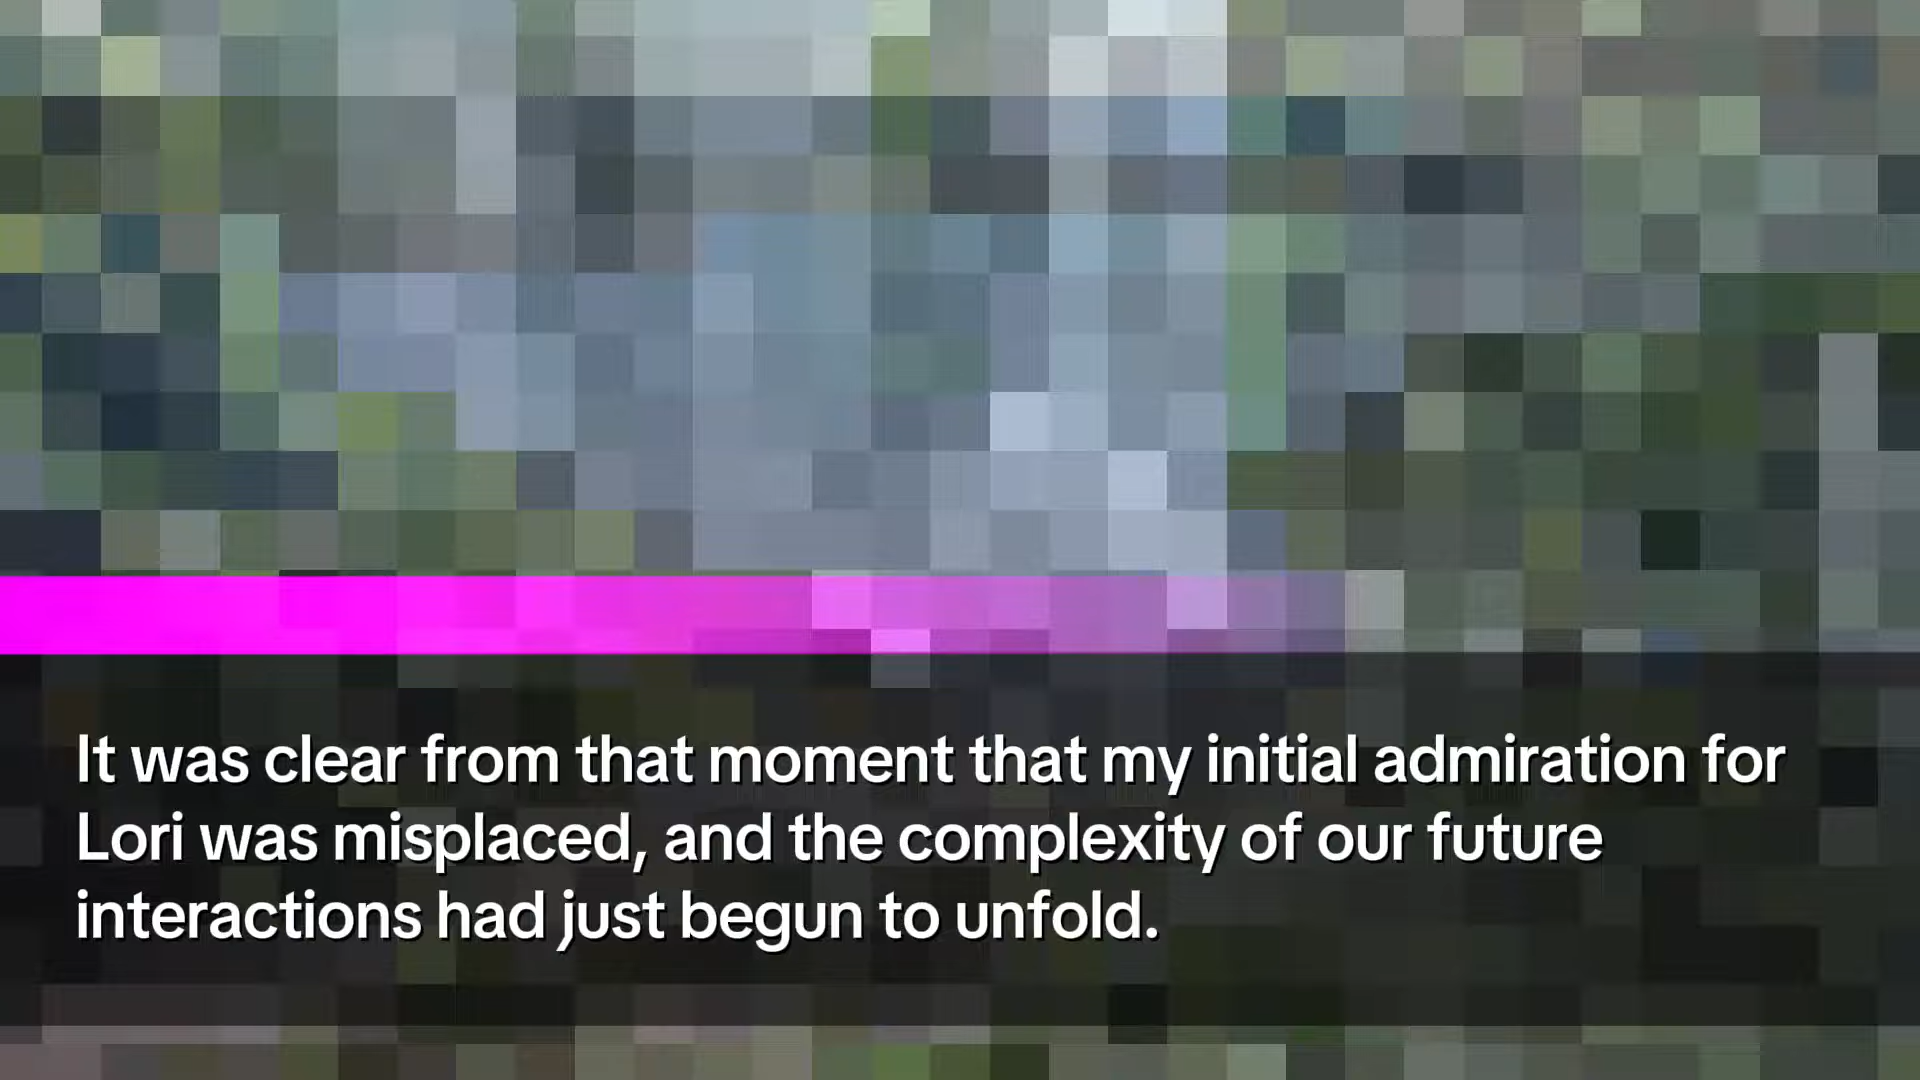 It was clear from that moment that my initial admiration for
Lori was misplaced, and the complexity of our future
interactions had just begun to unfold.